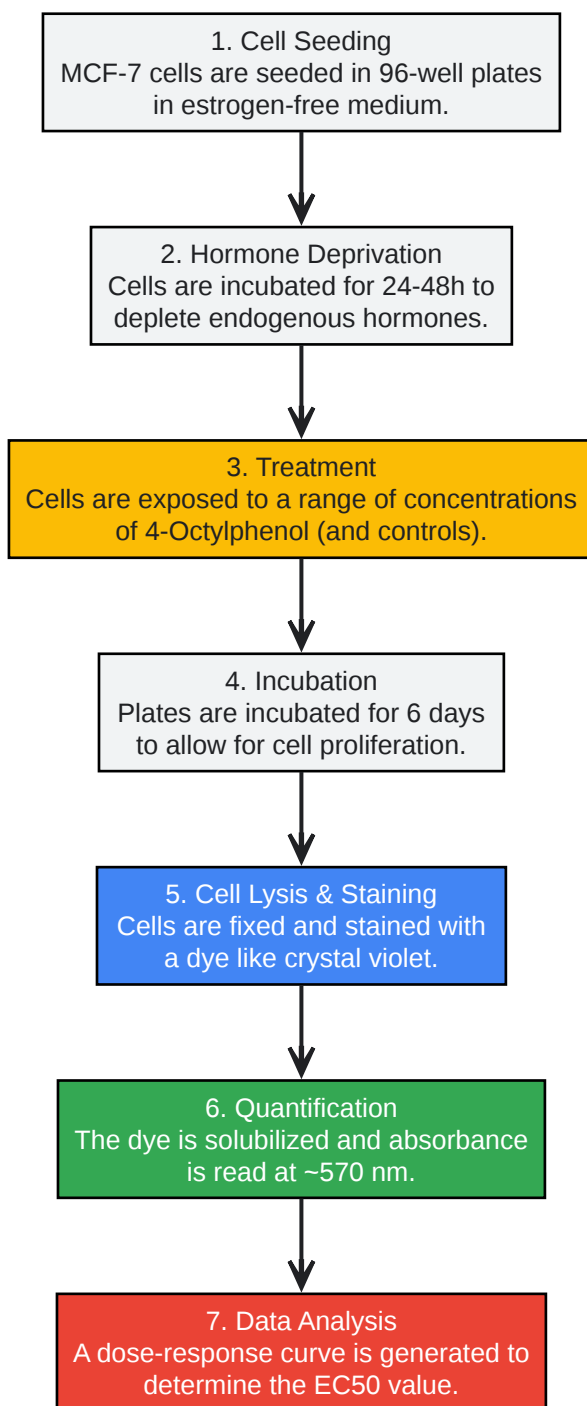 1. Cell Seeding
MCF-7 cells are seeded in 96-well plates
in estrogen-free medium.
2. Hormone Deprivation
Cells are incubated for 24-48h to
deplete endogenous hormones.
3. Treatment
Cells are exposed to a range of concentrations
of 4-Octylphenol (and controls).
4. Incubation
Plates are incubated for 6 days
to allow for cell proliferation.
5. Cell Lysis & Staining
Cells are fixed and stained with
a dye like crystal violet.
6. Quantification
The dye is solubilized and absorbance
is read at ~570 nm.
7. Data Analysis
A dose-response curve is generated to
determine the EC50 value.